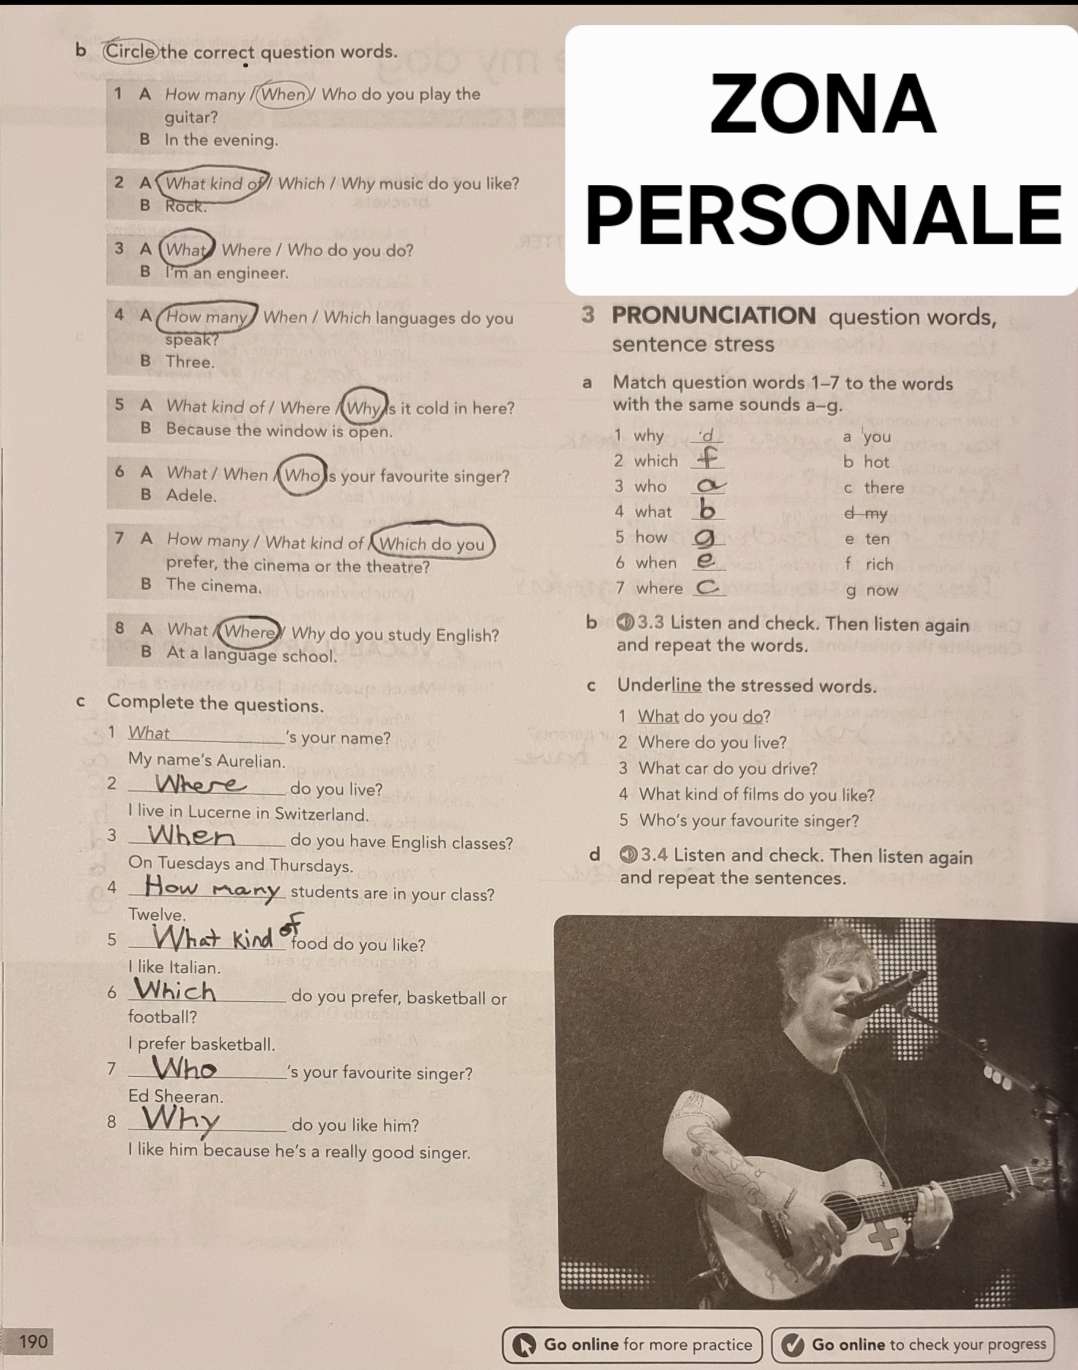 b Circle the correct question words.
1 A How many / When / Who do you play the
guitar?
B In the evening.
2 A What kind of / Which / Why music do you like?
B Rock.
3 A What / Where / Who do you do?
B I'm an engineer.
4 A How many / When / Which languages do you
speak?
B Three.
5 A What kind of / Where / Why is it cold in here?
B Because the window is open.
6 A What / When / Who is your favourite singer?
B Adele.
7 A How many / What kind of / Which do you
prefer, the cinema or the theatre?
B The cinema.
8 A What / Where / Why do you study English?
B At a language school.
c Complete the questions.
1 What 's your name?
My name's Aurelian.
2 Where do you live?
I live in Lucerne in Switzerland.
3 When do you have English classes?
On Tuesdays and Thursdays.
4 How many students are in your class?
Twelve.
5 What kind of food do you like?
I like Italian.
6 Which do you prefer, basketball or
football?
I prefer basketball.
7 Who 's your favourite singer?
Ed Sheeran.
8 Why do you like him?
I like him because he's a really good singer.
190
ZONA
PERSONALE
3 PRONUNCIATION question words,
sentence stress
a Match question words 1–7 to the words
with the same sounds a–g.
1 why d a you
2 which f b hot
3 who a c there
4 what b d my
5 how g e ten
6 when e f rich
7 where c g now
b 3.3 Listen and check. Then listen again
and repeat the words.
c Underline the stressed words.
1 What do you do?
2 Where do you live?
3 What car do you drive?
4 What kind of films do you like?
5 Who's your favourite singer?
d 3.4 Listen and check. Then listen again
and repeat the sentences.
Go online for more practice
Go online to check your progress